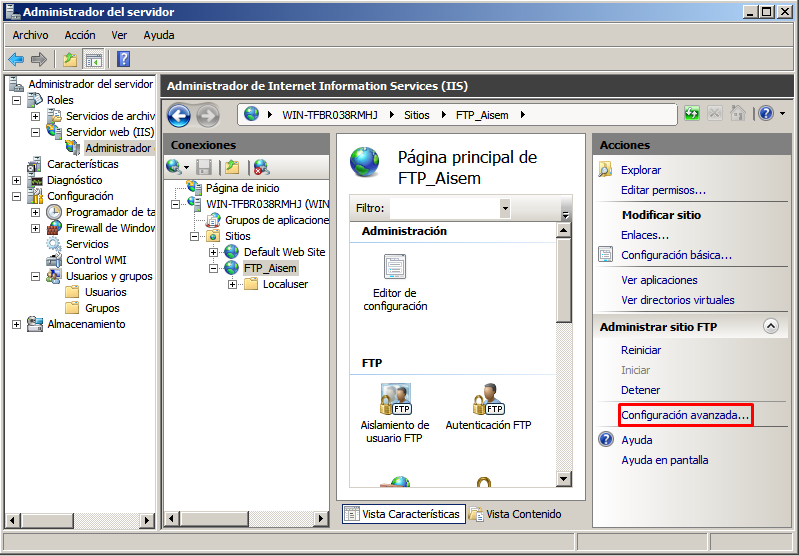 Administrador del servidor
Archivo Acción Ver Ayuda
Administrador del servidor
Roles
Servicios de archiv
Servidor web (IIS)
Administrador
Características
Diagnóstico
Configuración
Programador de ta
Firewall de Window
Servicios
Control WMI
Usuarios y grupos
Usuarios
Grupos
Almacenamiento
Administrador de Internet Information Services (IIS)
WIN-TFBR038RMHJ Sitios FTP_Aisem
Conexiones
Página de inicio
WIN-TFBR038RMHJ (WIN
Grupos de aplicacione
Sitios
Default Web Site
FTP_Aisem
Localuser
Página principal de
FTP_Aisem
Filtro:
Administración
Editor de
configuración
FTP
FTP FTP
Aislamiento de
usuario FTP
Autenticación FTP
Vista Características Vista Contenido
Acciones
Explorar
Editar permisos...
Modificar sitio
Enlaces...
Configuración básica...
Ver aplicaciones
Ver directorios virtuales
Administrar sitio FTP
Reiniciar
Iniciar
Detener
Configuración avanzada...
Ayuda
Ayuda en pantalla